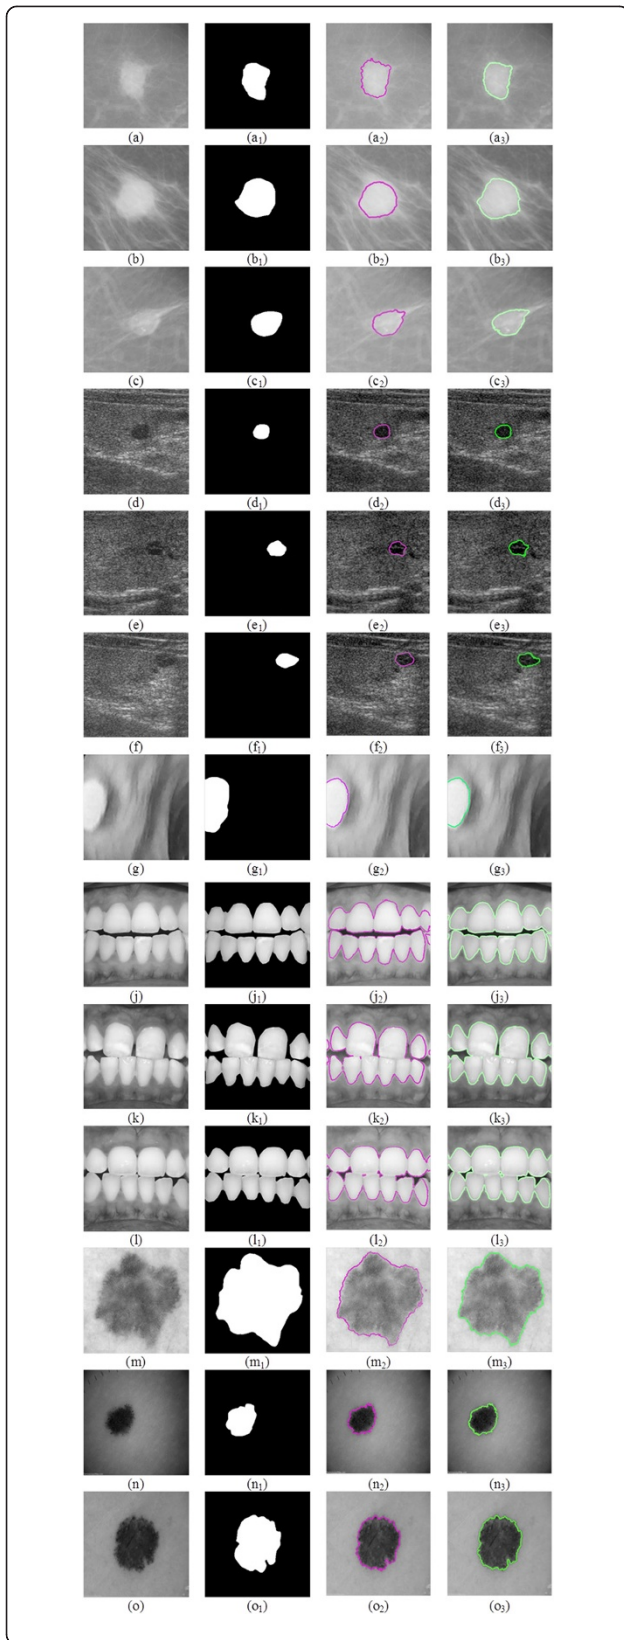 (a) (a1) (a2) (a3)
(b) (b1) (b2) (b3)
(c) (c1) (c2) (c3)
(d) (d1) (d2) (d3)
(e) (e1) (e2) (e3)
(f) (f1) (f2) (f3)
(g) (g1) (g2) (g3)
(j) (j1) (j2) (j3)
(k) (k1) (k2) (k3)
(l) (l1) (l2) (l3)
(m) (m1) (m2) (m3)
(n) (n1) (n2) (n3)
(o) (o1) (o2) (o3)